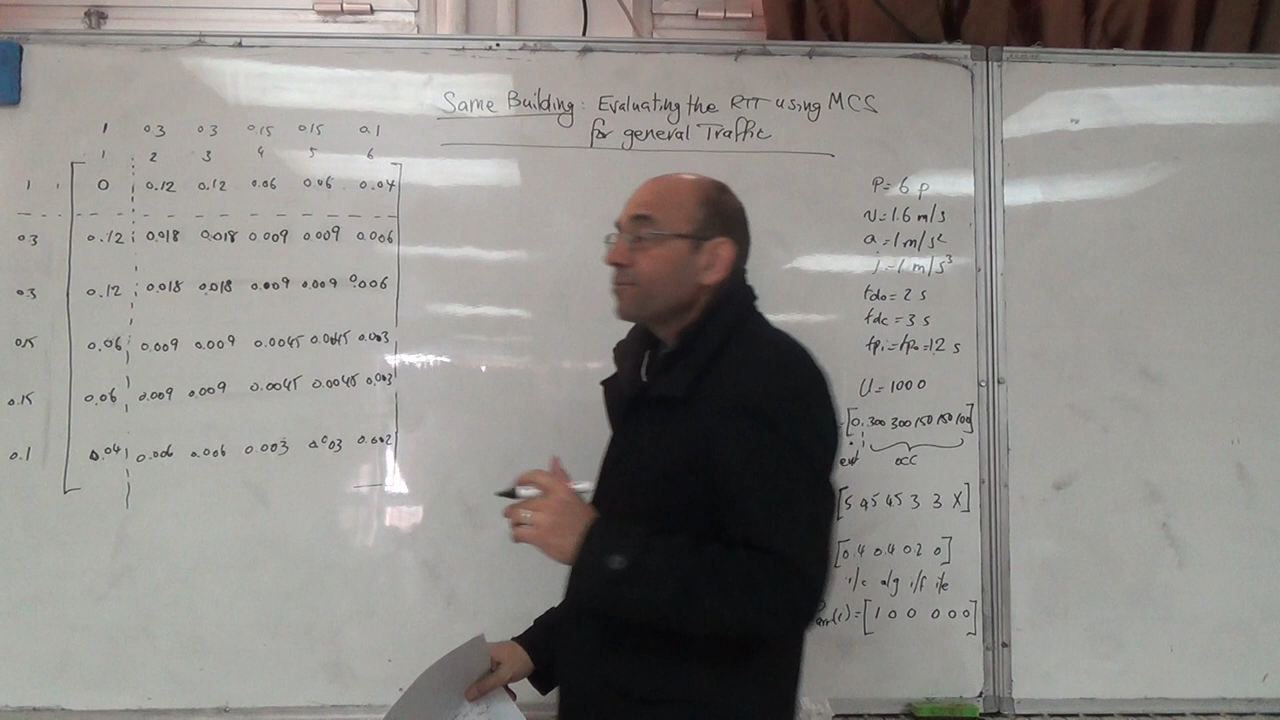 Same Building: Evaluating the RTT using MCS
for general Traffic
1 0.3 0.3 0.15 0.15 0.1
1 2 3 4 5 6
1 0 0.12 0.12 0.06 0.06 0.04
0.3 0.12 0.018 0.018 0.009 0.009 0.006
0.3 0.12 0.018 0.018 0.009 0.009 0.006
0.15 0.06 0.009 0.009 0.0045 0.0045 0.003
0.15 0.06 0.009 0.009 0.0045 0.0045 0.003
0.1 0.04 0.006 0.006 0.003 0.003 0.002
P = 6 p
v = 1.6 m/s
a = 1 m/s²
j = 1 m/s³
tdo = 2 s
tdc = 3 s
tpi = tpo = 1.2 s
U = 1000
[0 300 300 150 150 100]
ent occ
[5 4.5 4.5 3 3 X]
[0.4 0.4 0.2 0]
i/c o/g i/f i/e
arr(1) = [1 0 0 0 0 0]